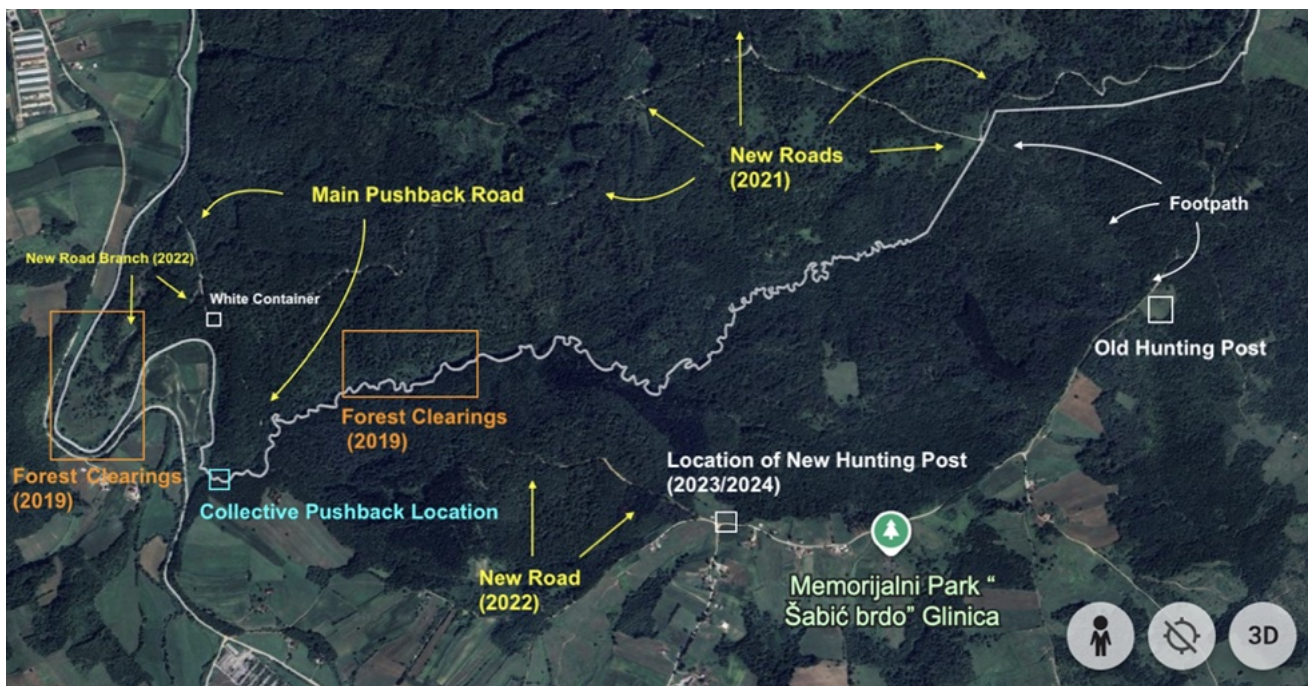 New Roads
(2021)
Main Pushback Road
Footpath
New Road Branch (2022)
White Container
Old Hunting Post
Forest Clearings
(2019)
Location of New Hunting Post
(2023/2024)
Forest Clearings
(2019)
Collective Pushback Location
New Road
(2022)
Memorijalni Park “
Šabić brdo” Glinica
3D